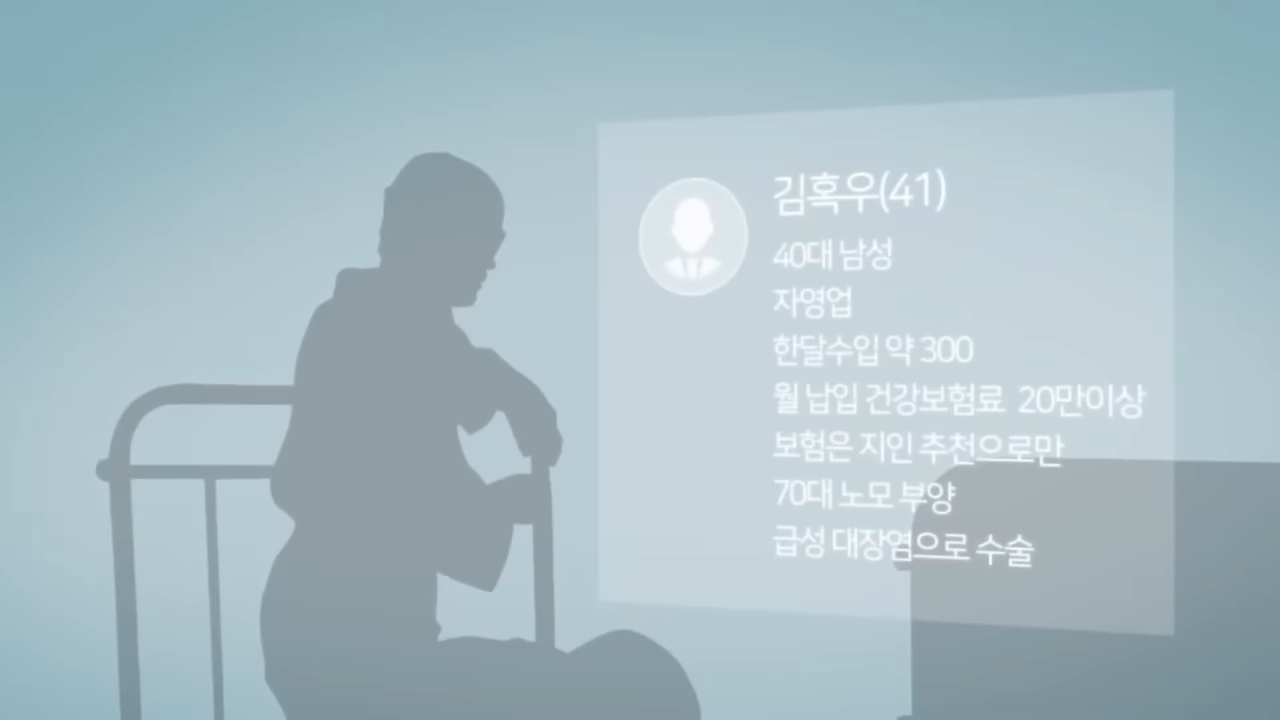 김혹우(41)
40대 남성
자영업
한달수입 약 300
월 납입 건강보험료 20만이상
보험은 지인 추천으로만
70대 노모 부양
급성 대장염으로 수술